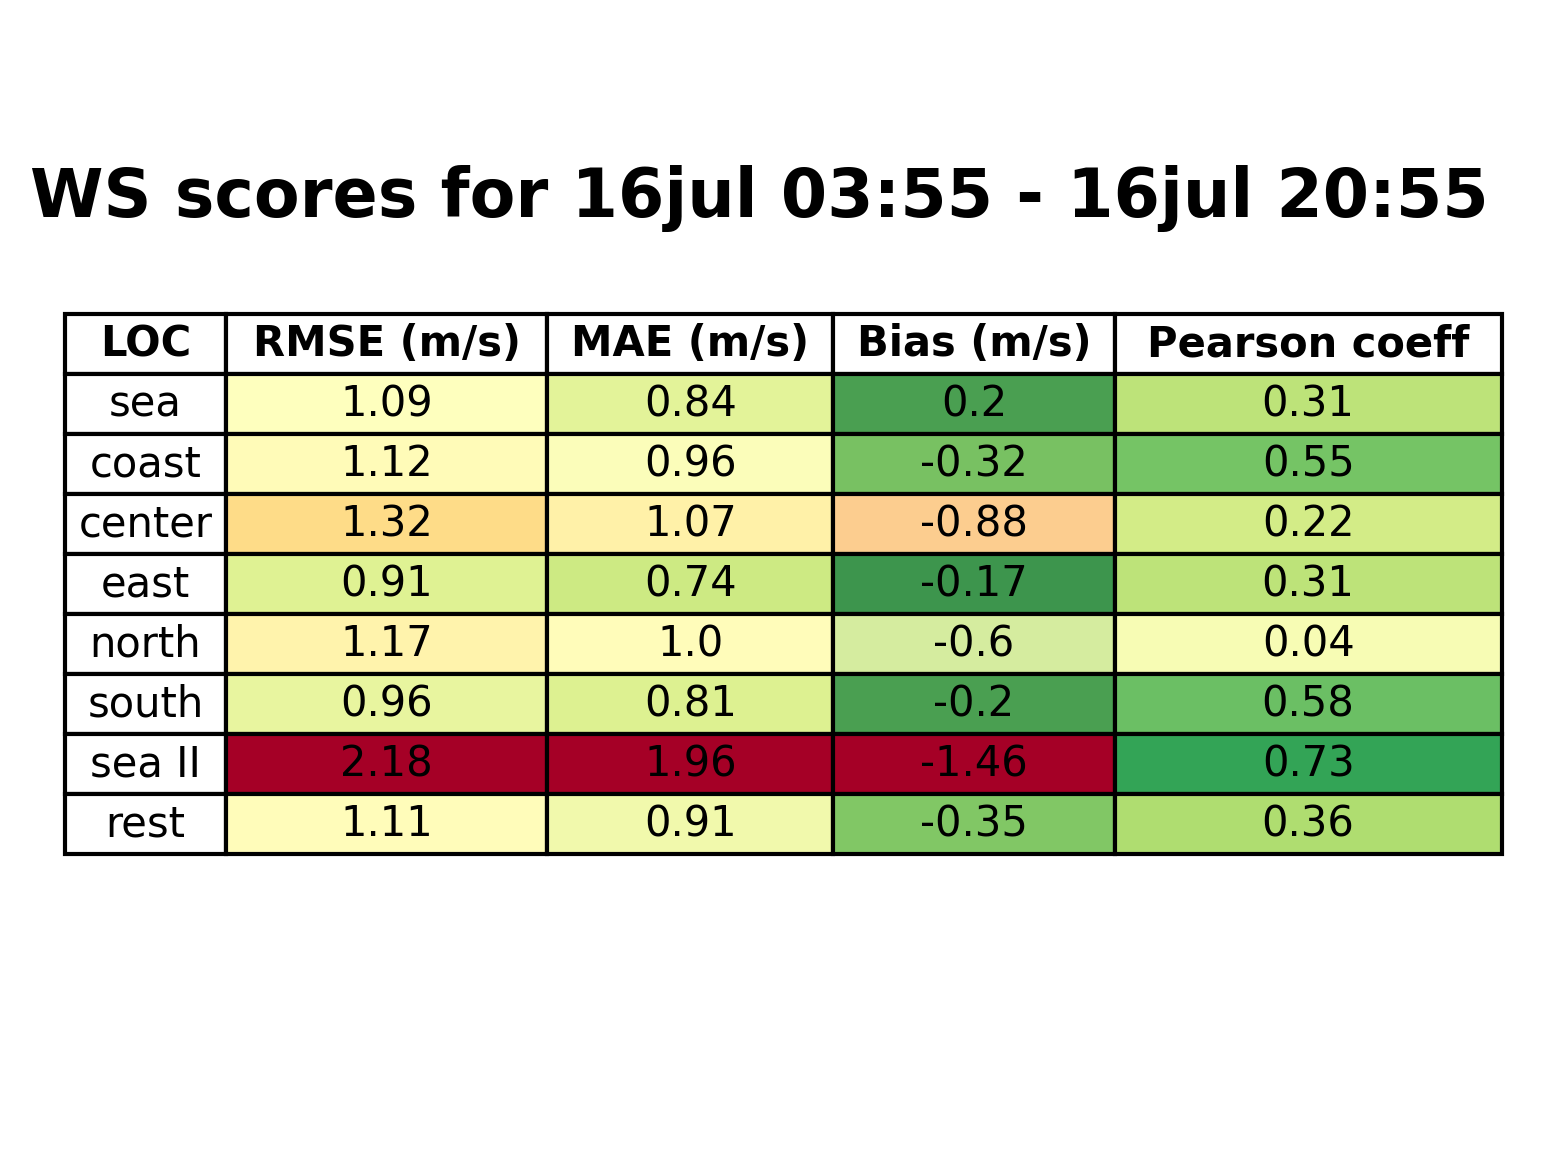 WS scores for 16jul 03:55 - 16jul 20:55
LOC RMSE (m/s) MAE (m/s) Bias (m/s) Pearson coeff
sea 1.09 0.84 0.2 0.31
coast 1.12 0.96 -0.32 0.55
center 1.32 1.07 -0.88 0.22
east 0.91 0.74 -0.17 0.31
north 1.17 1.0 -0.6 0.04
south 0.96 0.81 -0.2 0.58
sea II 2.18 1.96 -1.46 0.73
rest 1.11 0.91 -0.35 0.36